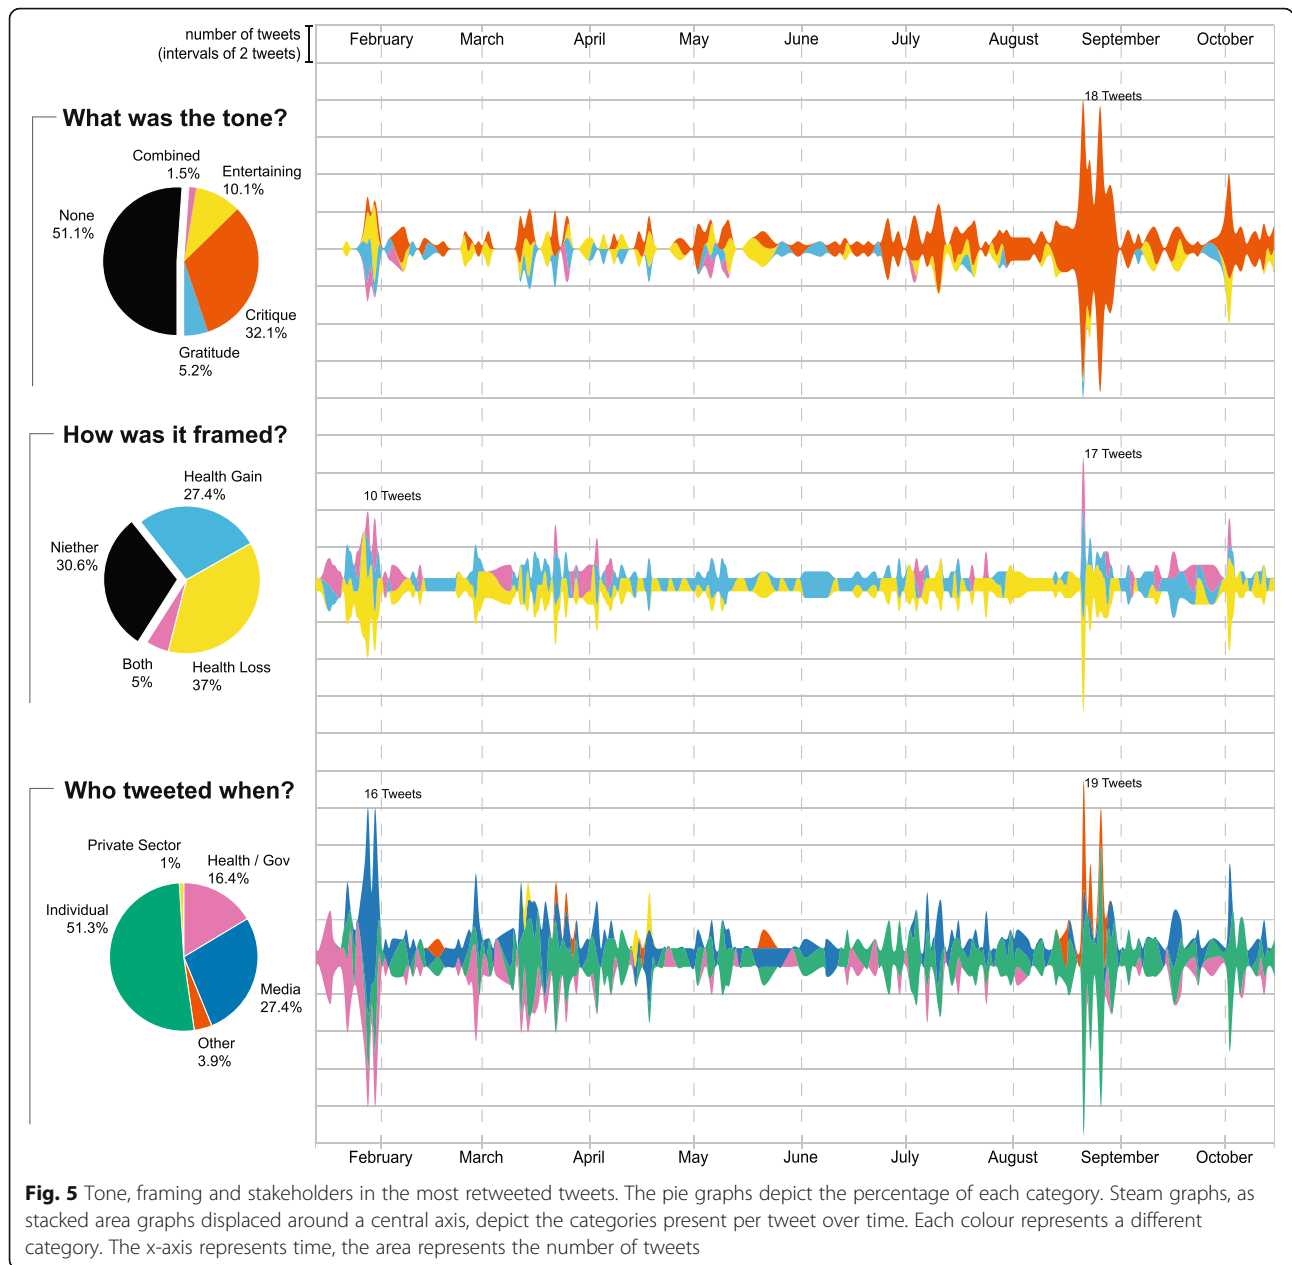 number of tweets
(intervals of 2 tweets)
February March April May June July August September October
18 Tweets
What was the tone?
Combined
1.5%
Entertaining
10.1%
None
51.1%
Critique
32.1%
Gratitude
5.2%
How was it framed?
17 Tweets
10 Tweets
Health Gain
27.4%
Niether
30.6%
Both
5%
Health Loss
37%
Who tweeted when?
19 Tweets
16 Tweets
Private Sector
1%
Health / Gov
16.4%
Individual
51.3%
Media
27.4%
Other
3.9%
February March April May June July August September October
Fig. 5 Tone, framing and stakeholders in the most retweeted tweets. The pie graphs depict the percentage of each category. Steam graphs, as
stacked area graphs displaced around a central axis, depict the categories present per tweet over time. Each colour represents a different
category. The x-axis represents time, the area represents the number of tweets